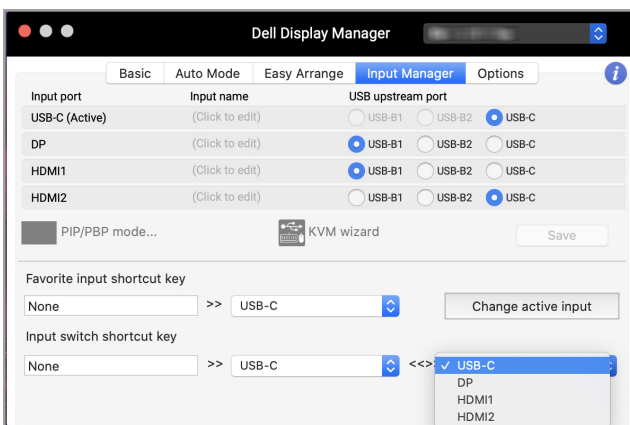 Dell Display Manager
Basic Auto Mode Easy Arrange Input Manager Options i
Input port Input name USB upstream port
USB-C (Active) (Click to edit) USB-B1 USB-B2 USB-C
DP (Click to edit) USB-B1 USB-B2 USB-C
HDMI1 (Click to edit) USB-B1 USB-B2 USB-C
HDMI2 (Click to edit) USB-B1 USB-B2 USB-C
PIP/PBP mode... KVM wizard Save
Favorite input shortcut key
None >> USB-C Change active input
Input switch shortcut key
None >> USB-C <<>> ✓ USB-C
DP
HDMI1
HDMI2